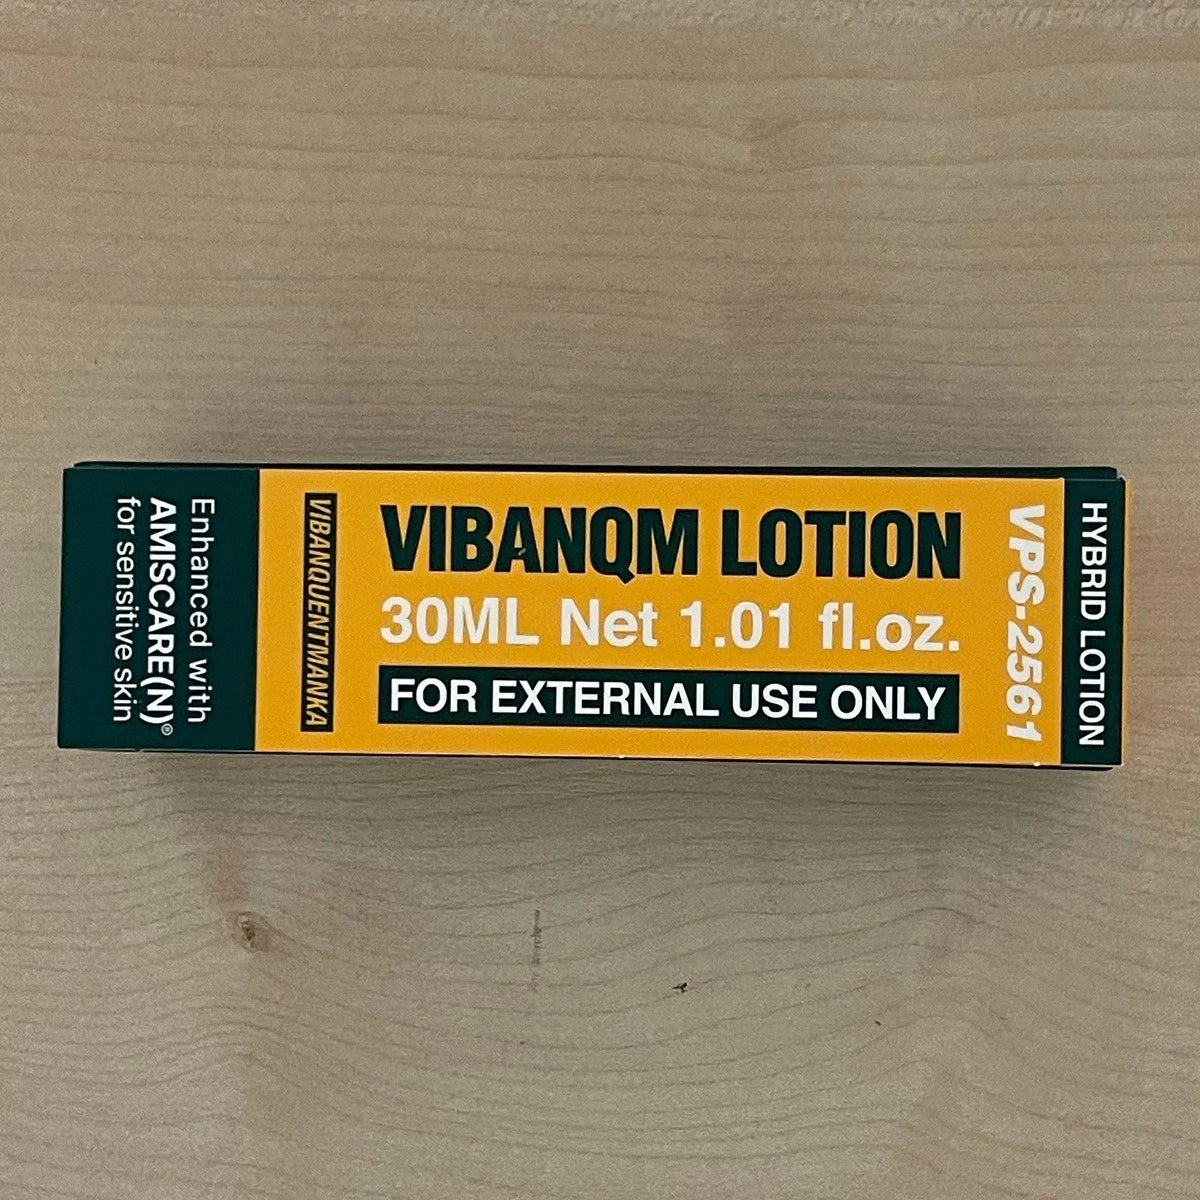 Enhanced with
AMISCARE(N)®
for sensitive skin
VIBANQUENTMANKA
VIBANQM LOTION
30ML Net 1.01 fl.oz.
FOR EXTERNAL USE ONLY
VPS-2561
HYBRID LOTION